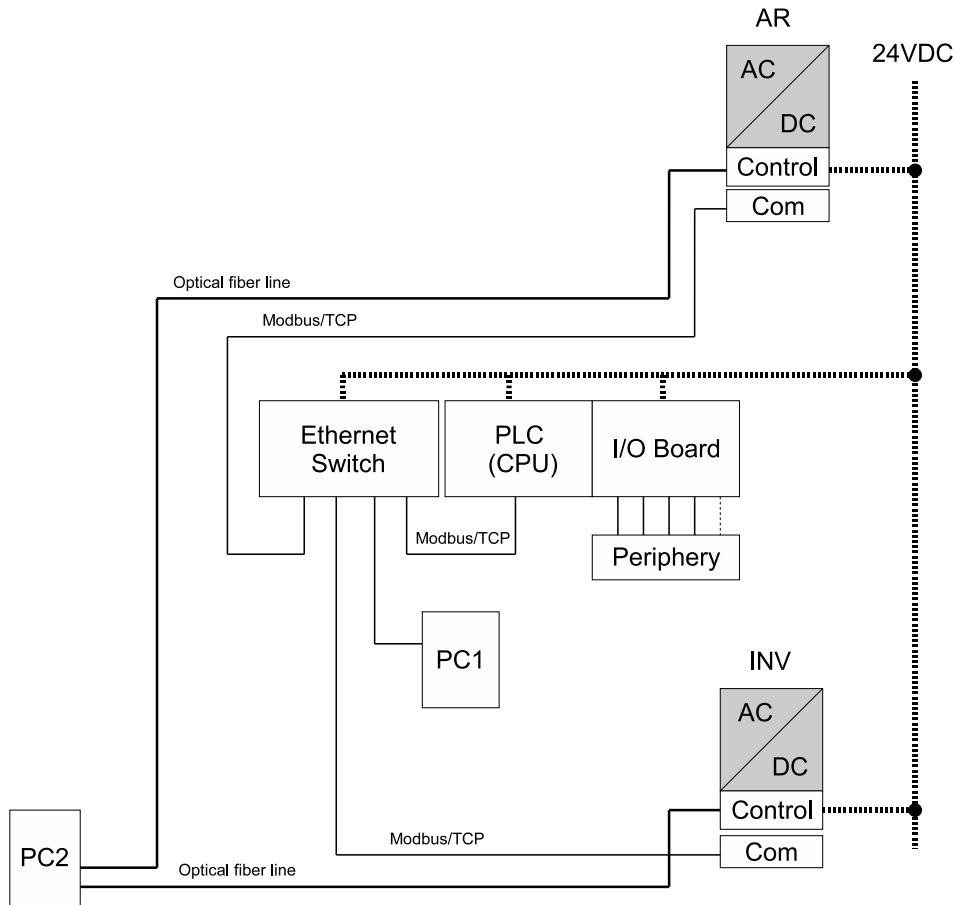 AR
24VDC
AC
DC
Control
Com
Optical fiber line
Modbus/TCP
Ethernet
Switch
PLC
(CPU)
I/O Board
Modbus/TCP
Periphery
PC1
INV
AC
DC
Control
Com
Modbus/TCP
PC2
Optical fiber line